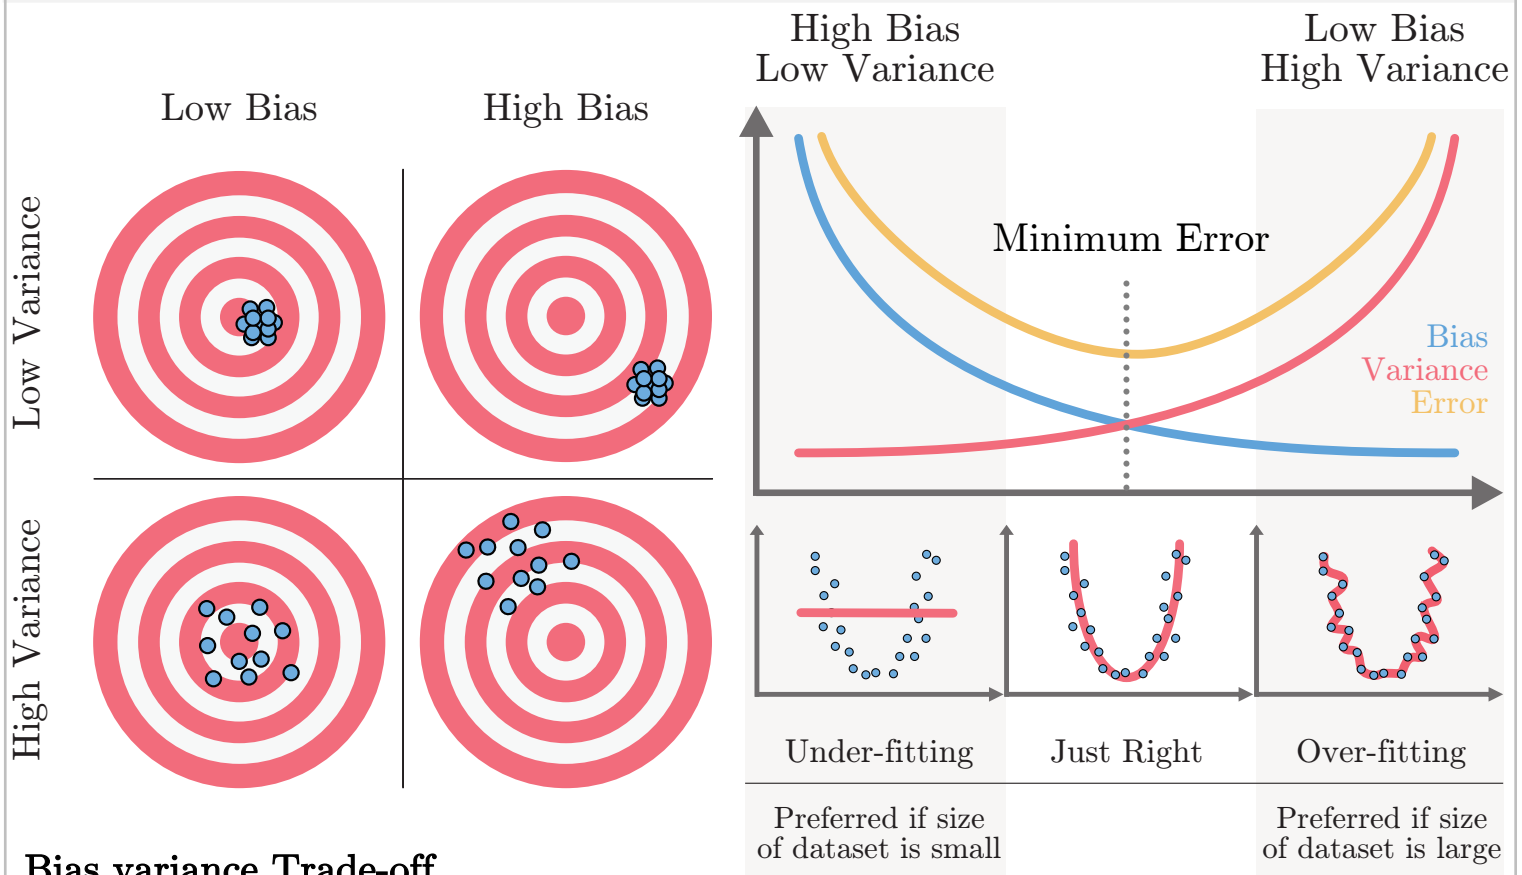 Low Bias
High Bias
Low Variance
High Variance
High Bias
Low Variance
Low Bias
High Variance
Minimum Error
Bias
Variance
Error
Under-fitting
Just Right
Over-fitting
Preferred if size
of dataset is small
Preferred if size
of dataset is large
Bias variance Trade-off